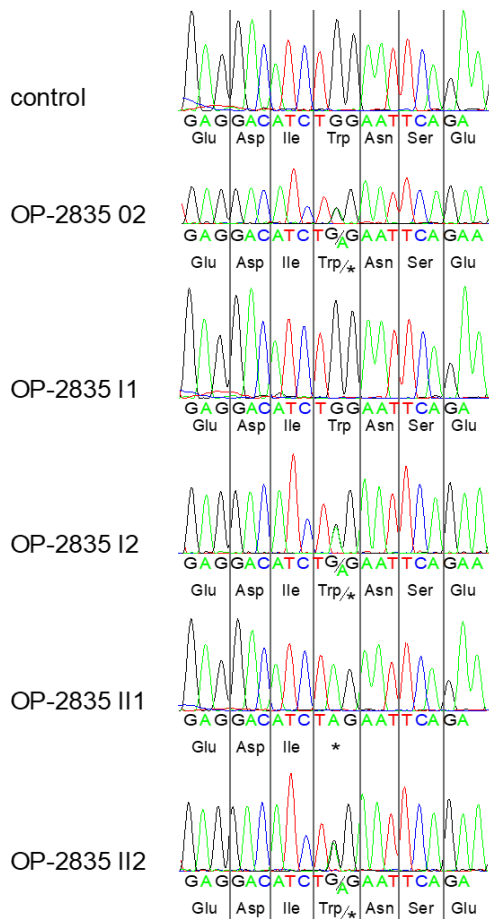 control
GAGGACATCTGGAATTCAGA
Glu Asp Ile Trp Asn Ser Glu
OP-2835 02
GAGGACATCTG/AGAATTCAGAA
Glu Asp Ile Trp/* Asn Ser Glu
OP-2835 I1
GAGGACATCTGGAATTCAGA
Glu Asp Ile Trp Asn Ser Glu
OP-2835 I2
GAGGACATCTG/AGAATTCAGAA
Glu Asp Ile Trp/* Asn Ser Glu
OP-2835 II1
GAGGACATCTAGAATTCAGA
Glu Asp Ile * Asn Ser Glu
OP-2835 II2
GAGGACATCTG/AGAATTCAGAA
Glu Asp Ile Trp/* Asn Ser Glu